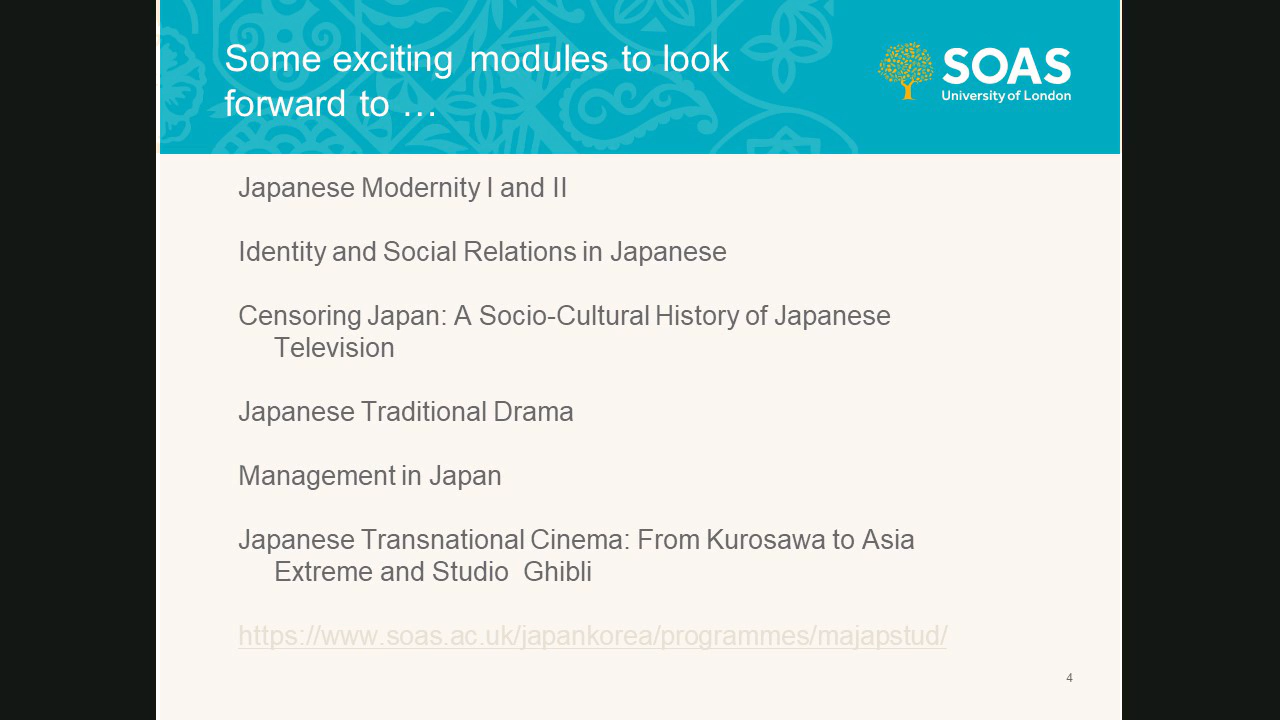 Some exciting modules to look
forward to …
SOAS
University of London
Japanese Modernity I and II
Identity and Social Relations in Japanese
Censoring Japan: A Socio-Cultural History of Japanese
Television
Japanese Traditional Drama
Management in Japan
Japanese Transnational Cinema: From Kurosawa to Asia
Extreme and Studio  Ghibli
https://www.soas.ac.uk/japankorea/programmes/majapstud/
4